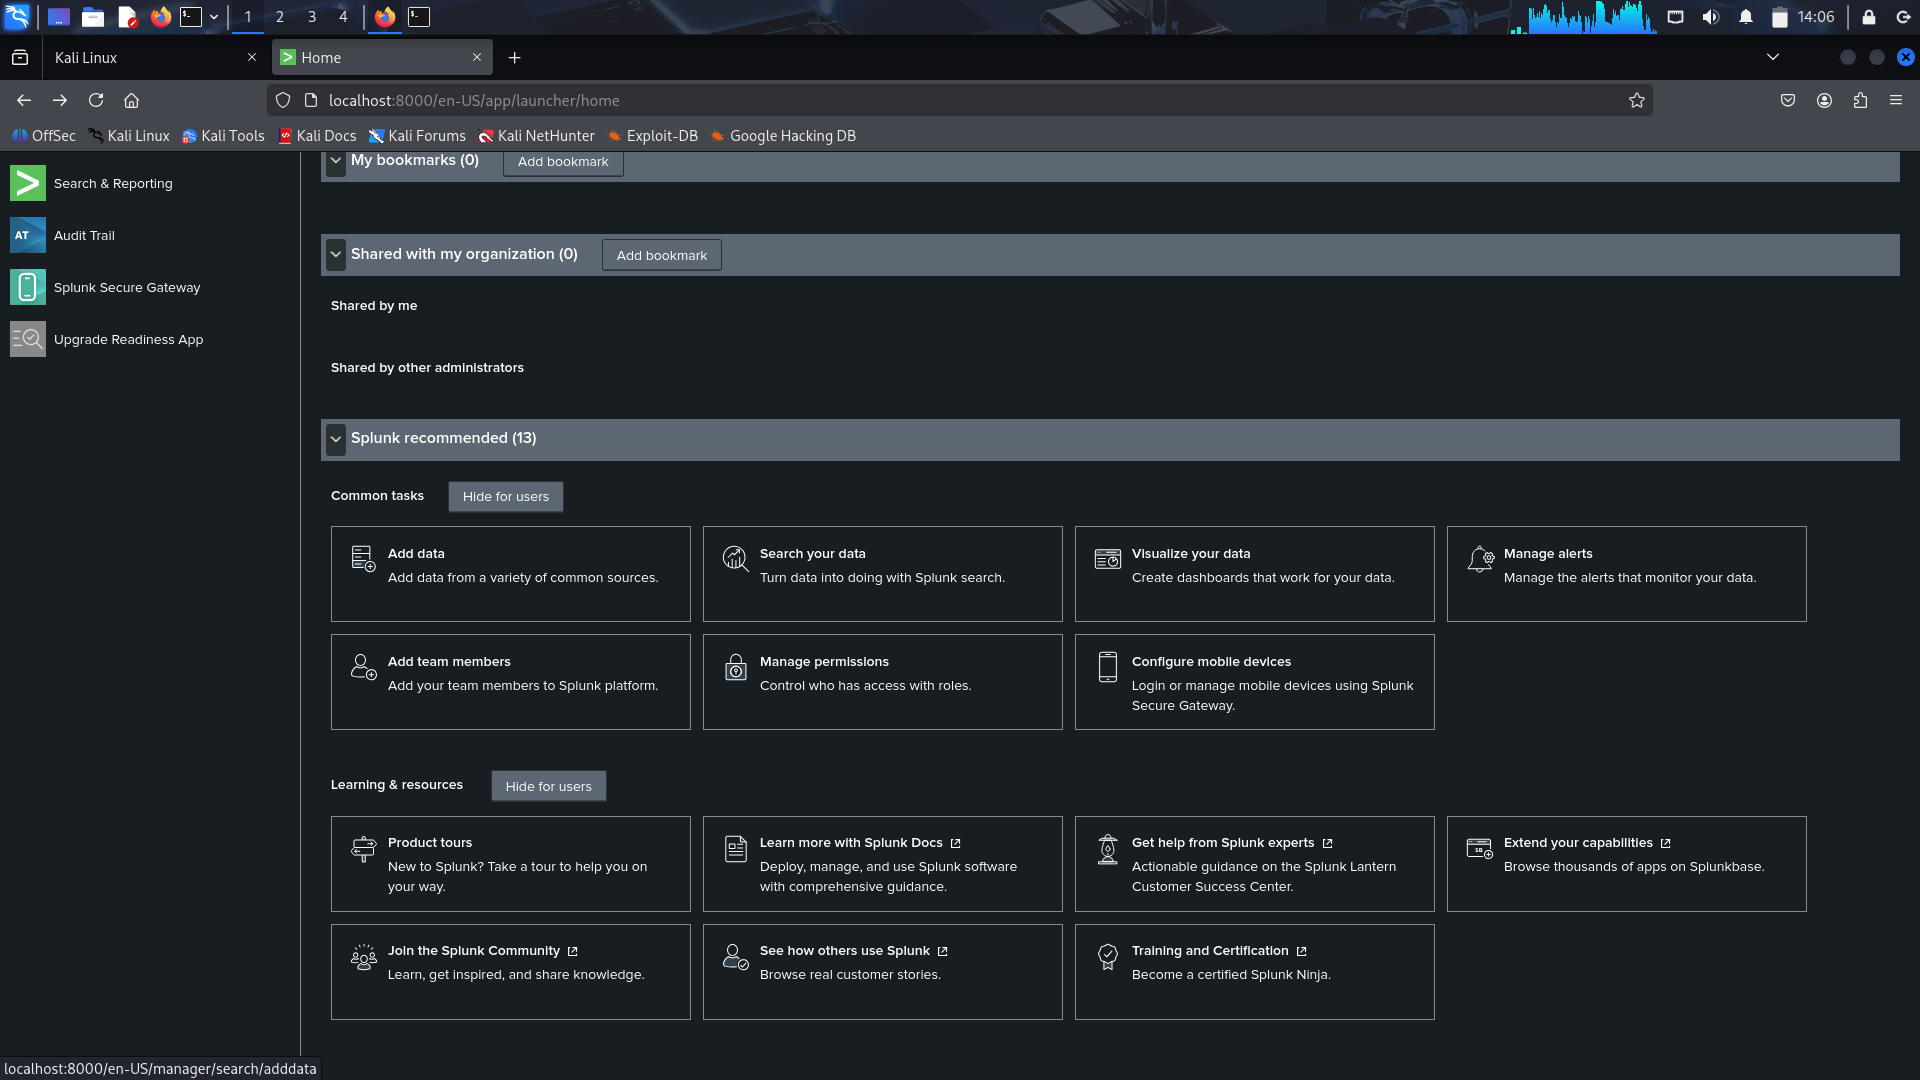 1 2 3 4 14:06
Kali Linux
Home
localhost:8000/en-US/app/launcher/home
OffSec Kali Linux Kali Tools Kali Docs Kali Forums Kali NetHunter Exploit-DB Google Hacking DB
Search & Reporting
AT Audit Trail
Splunk Secure Gateway
Upgrade Readiness App
My bookmarks (0) Add bookmark
Shared with my organization (0) Add bookmark
Shared by me
Shared by other administrators
Splunk recommended (13)
Common tasks Hide for users
Add data
Add data from a variety of common sources.
Search your data
Turn data into doing with Splunk search.
Visualize your data
Create dashboards that work for your data.
Manage alerts
Manage the alerts that monitor your data.
Add team members
Add your team members to Splunk platform.
Manage permissions
Control who has access with roles.
Configure mobile devices
Login or manage mobile devices using Splunk
Secure Gateway.
Learning & resources Hide for users
Product tours
New to Splunk? Take a tour to help you on
your way.
Learn more with Splunk Docs
Deploy, manage, and use Splunk software
with comprehensive guidance.
Get help from Splunk experts
Actionable guidance on the Splunk Lantern
Customer Success Center.
Extend your capabilities
Browse thousands of apps on Splunkbase.
Join the Splunk Community
Learn, get inspired, and share knowledge.
See how others use Splunk
Browse real customer stories.
Training and Certification
Become a certified Splunk Ninja.
localhost:8000/en-US/manager/search/adddata